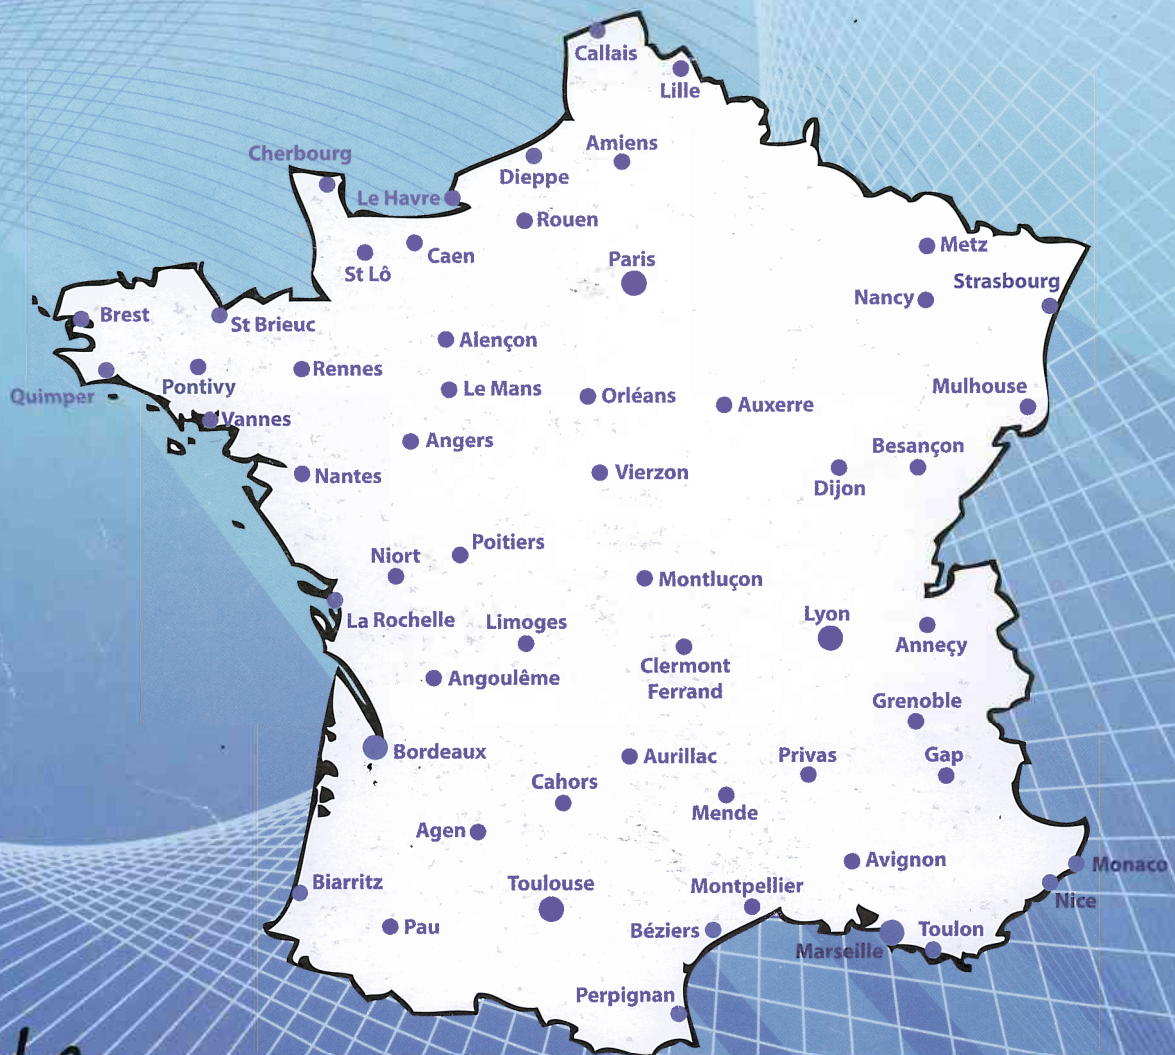 Callais
Lille
Amiens
Cherbourg
Dieppe
Le Havre
Rouen
Metz
Caen
Paris
St Lô
Strasbourg
Nancy
Brest
St Brieuc
Alençon
Rennes
Pontivy
Mulhouse
Le Mans
Orléans
Quimper
Auxerre
Vannes
Angers
Besançon
Nantes
Vierzon
Dijon
Poitiers
Niort
Montluçon
Lyon
La Rochelle
Limoges
Anneçy
Clermont
Ferrand
Angoulême
Grenoble
Bordeaux
Aurillac
Privas
Gap
Cahors
Mende
Agen
Avignon
Monaco
Biarritz
Toulouse
Montpellier
Nice
Pau
Béziers
Toulon
Marseille
Perpignan